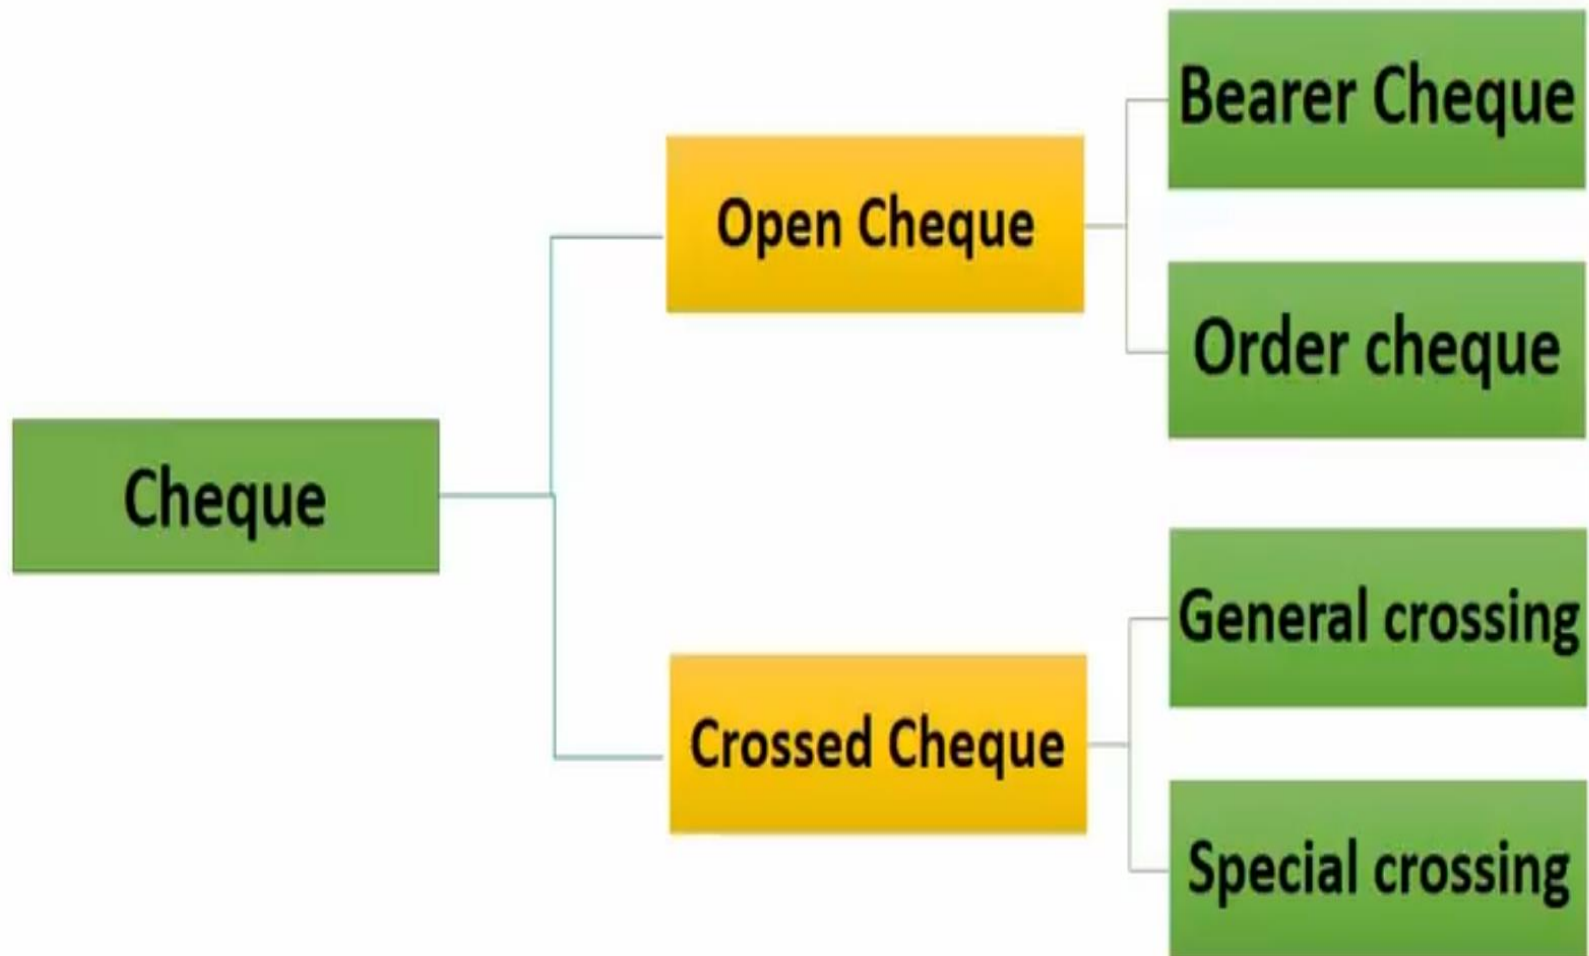 Bearer Cheque
Open Cheque
Order cheque
Cheque
General crossing
Crossed Cheque
Special crossing